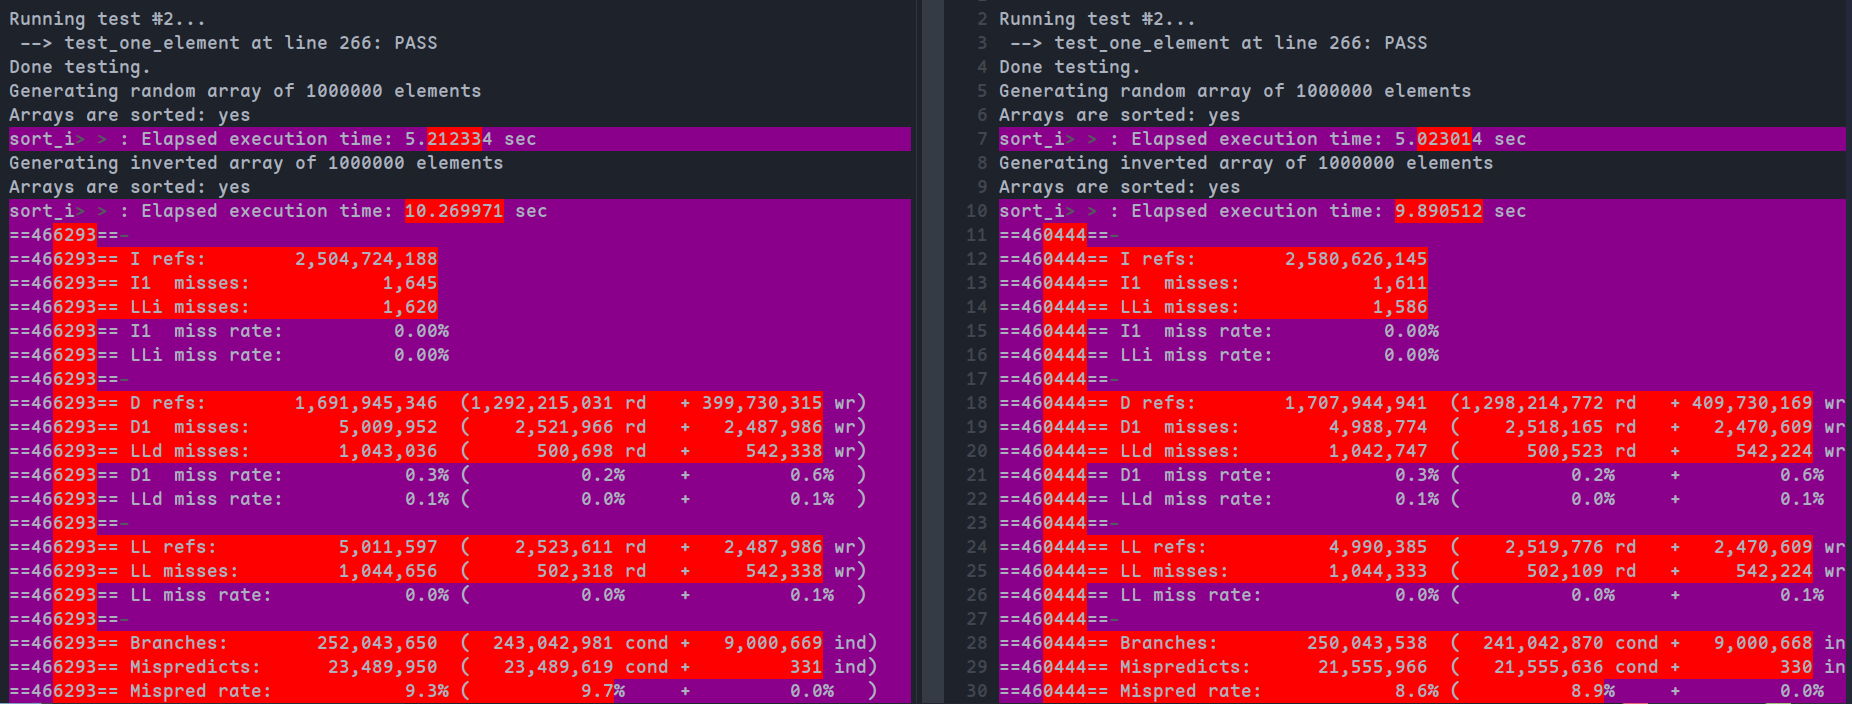 Running test #2...
 --> test_one_element at line 266: PASS
Done testing.
Generating random array of 1000000 elements
Arrays are sorted: yes
sort_i> > : Elapsed execution time: 5.212334 sec
Generating inverted array of 1000000 elements
Arrays are sorted: yes
sort_i> > : Elapsed execution time: 10.269971 sec
==466293==-
==466293== I refs:        2,504,724,188
==466293== I1  misses:            1,645
==466293== LLi misses:            1,620
==466293== I1  miss rate:          0.00%
==466293== LLi miss rate:          0.00%
==466293==-
==466293== D refs:        1,691,945,346  (1,292,215,031 rd   + 399,730,315 wr)
==466293== D1  misses:        5,009,952  (    2,521,966 rd   +   2,487,986 wr)
==466293== LLd misses:        1,043,036  (      500,698 rd   +     542,338 wr)
==466293== D1  miss rate:           0.3% (          0.2%     +         0.6%  )
==466293== LLd miss rate:           0.1% (          0.0%     +         0.1%  )
==466293==-
==466293== LL refs:           5,011,597  (    2,523,611 rd   +   2,487,986 wr)
==466293== LL misses:         1,044,656  (      502,318 rd   +     542,338 wr)
==466293== LL miss rate:            0.0% (          0.0%     +         0.1%  )
==466293==-
==466293== Branches:        252,043,650  (  243,042,981 cond +   9,000,669 ind)
==466293== Mispredicts:      23,489,950  (   23,489,619 cond +         331 ind)
==466293== Mispred rate:            9.3% (          9.7%     +         0.0%   )
2 Running test #2...
3  --> test_one_element at line 266: PASS
4 Done testing.
5 Generating random array of 1000000 elements
6 Arrays are sorted: yes
7 sort_i> > : Elapsed execution time: 5.023014 sec
8 Generating inverted array of 1000000 elements
9 Arrays are sorted: yes
10 sort_i> > : Elapsed execution time: 9.890512 sec
11 ==460444==-
12 ==460444== I refs:        2,580,626,145
13 ==460444== I1  misses:            1,611
14 ==460444== LLi misses:            1,586
15 ==460444== I1  miss rate:          0.00%
16 ==460444== LLi miss rate:          0.00%
17 ==460444==-
18 ==460444== D refs:        1,707,944,941  (1,298,214,772 rd   + 409,730,169 wr
19 ==460444== D1  misses:        4,988,774  (    2,518,165 rd   +   2,470,609 wr
20 ==460444== LLd misses:        1,042,747  (      500,523 rd   +     542,224 wr
21 ==460444== D1  miss rate:           0.3% (          0.2%     +         0.6%
22 ==460444== LLd miss rate:           0.1% (          0.0%     +         0.1%
23 ==460444==-
24 ==460444== LL refs:           4,990,385  (    2,519,776 rd   +   2,470,609 wr
25 ==460444== LL misses:         1,044,333  (      502,109 rd   +     542,224 wr
26 ==460444== LL miss rate:            0.0% (          0.0%     +         0.1%
27 ==460444==-
28 ==460444== Branches:        250,043,538  (  241,042,870 cond +   9,000,668 in
29 ==460444== Mispredicts:      21,555,966  (   21,555,636 cond +         330 in
30 ==460444== Mispred rate:            8.6% (          8.9%     +         0.0%